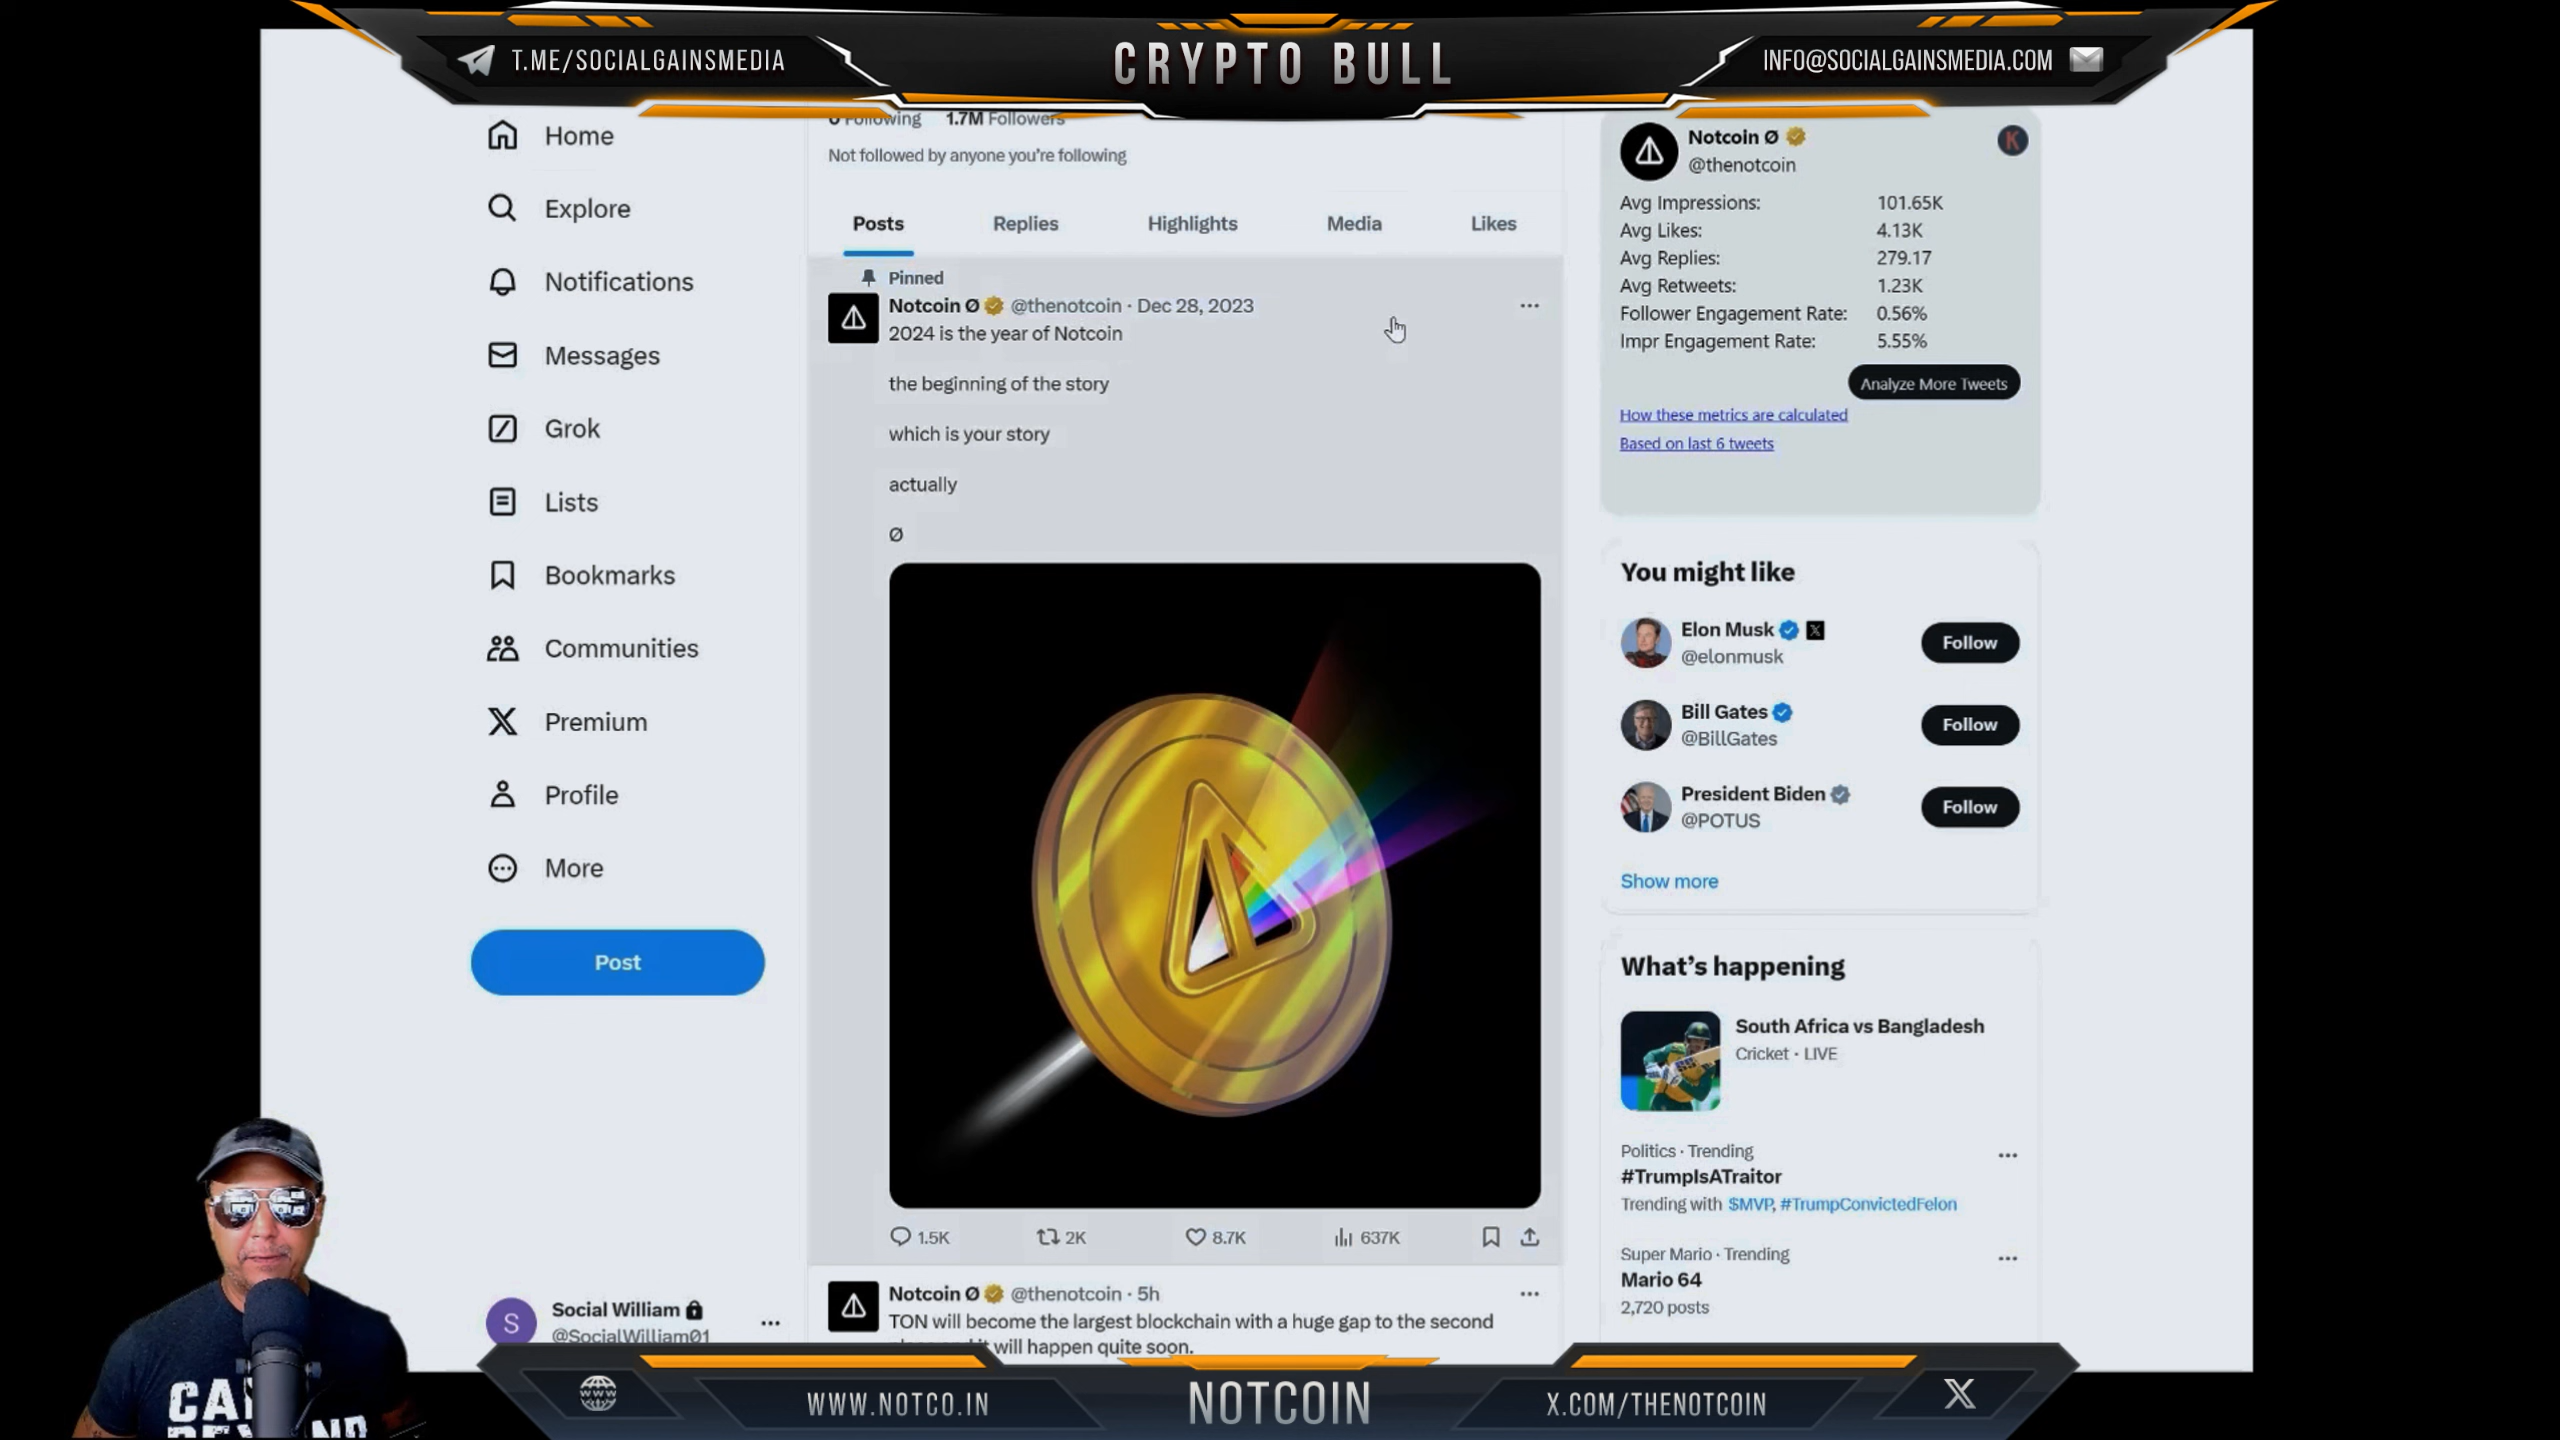 T.ME/SOCIALGAINSMEDIA
CRYPTO BULL
INFO@SOCIALGAINSMEDIA.COM
Home
Explore
Notifications
Messages
Grok
Lists
Bookmarks
Communities
Premium
Profile
More
Post
Social William
@SocialWilliam01
Following 1.7M Followers
Not followed by anyone you're following
Posts Replies Highlights Media Likes
Pinned
Notcoin Ø @thenotcoin · Dec 28, 2023
2024 is the year of Notcoin
the beginning of the story
which is your story
actually
Ø
1.5K 2K 8.7K 637K
Notcoin Ø @thenotcoin · 5h
TON will become the largest blockchain with a huge gap to the second
will happen quite soon.
Notcoin Ø
@thenotcoin
K
Avg Impressions: 101.65K
Avg Likes: 4.13K
Avg Replies: 279.17
Avg Retweets: 1.23K
Follower Engagement Rate: 0.56%
Impr Engagement Rate: 5.55%
Analyze More Tweets
How these metrics are calculated
Based on last 6 tweets
You might like
Elon Musk
@elonmusk
Follow
Bill Gates
@BillGates
Follow
President Biden
@POTUS
Follow
Show more
What's happening
South Africa vs Bangladesh
Cricket · LIVE
Politics · Trending
#TrumpIsATraitor
Trending with $MVP, #TrumpConvictedFelon
Super Mario · Trending
Mario 64
2,720 posts
S
WWW
WWW.NOTCO.IN
NOTCOIN
X.COM/THENOTCOIN